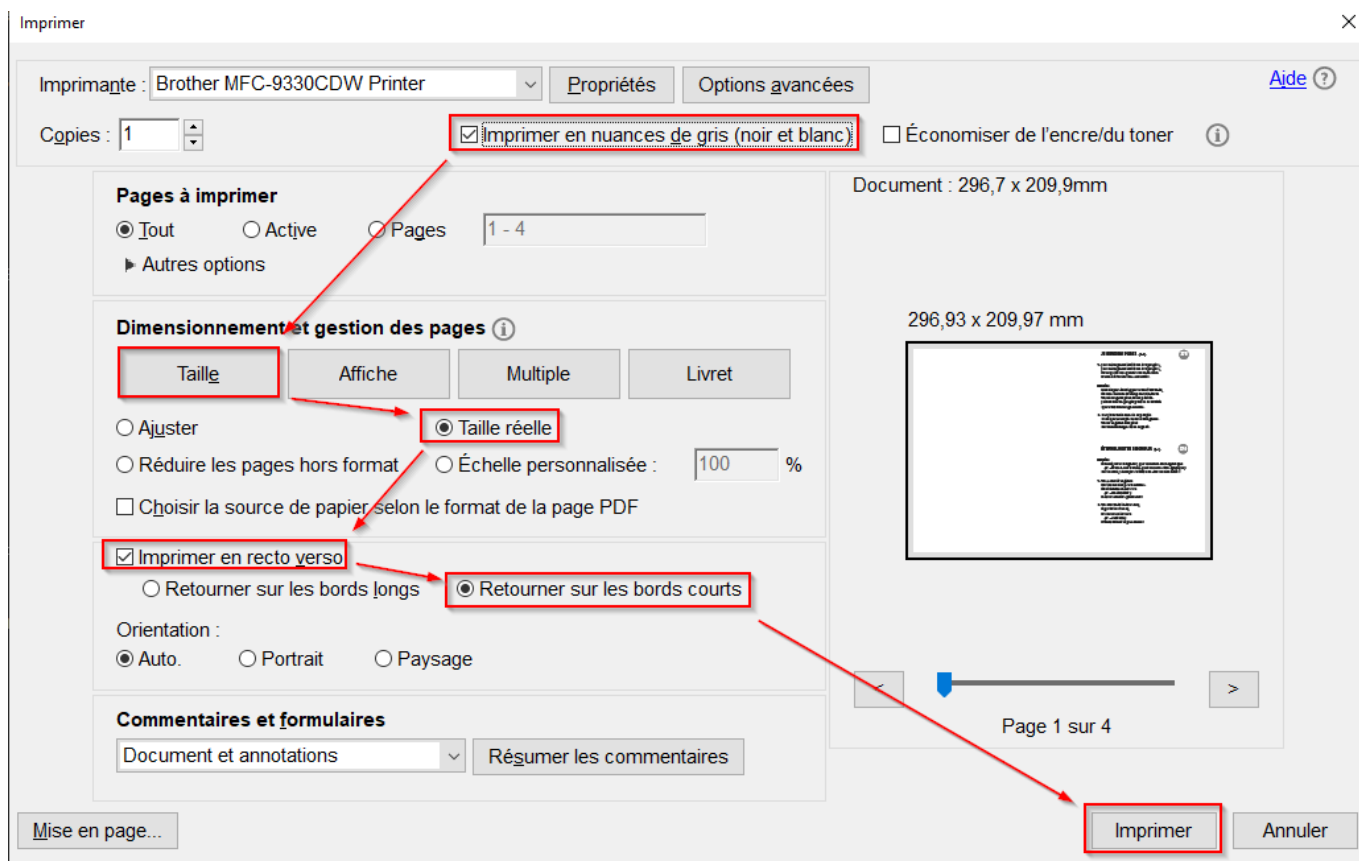 Imprimer
Imprimante : Brother MFC-9330CDW Printer Propriétés Options avancées Aide ?
Copies : 1 Imprimer en nuances de gris (noir et blanc) Économiser de l'encre/du toner i
Pages à imprimer
Tout Active Pages 1 - 4
Autres options
Dimensionnement et gestion des pages i
Taille Affiche Multiple Livret
Ajuster Taille réelle
Réduire les pages hors format Échelle personnalisée : 100 %
Choisir la source de papier selon le format de la page PDF
Imprimer en recto verso
Retourner sur les bords longs Retourner sur les bords courts
Orientation :
Auto. Portrait Paysage
Commentaires et formulaires
Document et annotations Résumer les commentaires
Document : 296,7 x 209,9mm
296,93 x 209,97 mm
< >
Page 1 sur 4
Mise en page... Imprimer Annuler